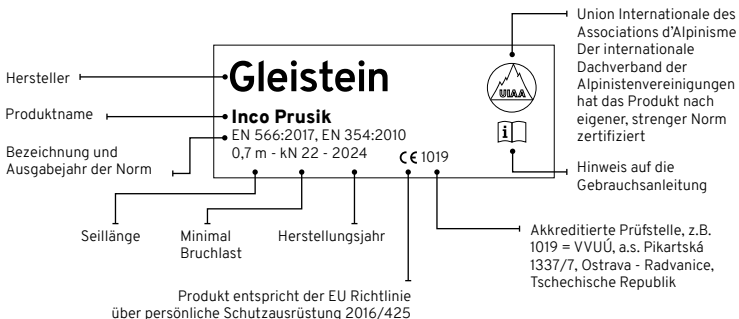 Union Internationale des
Associations d'Alpinisme
Der internationale
Dachverband der
Alpinistenvereinigungen
hat das Produkt nach
eigener, strenger Norm
zertifiziert
Hersteller
Gleistein
UIAA
Produktname
Inco Prusik
EN 566:2017, EN 354:2010
0,7 m - kN 22 - 2024
CE 1019
i
Bezeichnung und
Ausgabejahr der Norm
Hinweis auf die
Gebrauchsanleitung
Seillänge
Minimal
Bruchlast
Herstellungsjahr
Akkreditierte Prüfstelle, z.B.
1019 = VVUÚ, a.s. Pikartská
1337/7, Ostrava - Radvanice,
Tschechische Republik
Produkt entspricht der EU Richtlinie
über persönliche Schutzausrüstung 2016/425